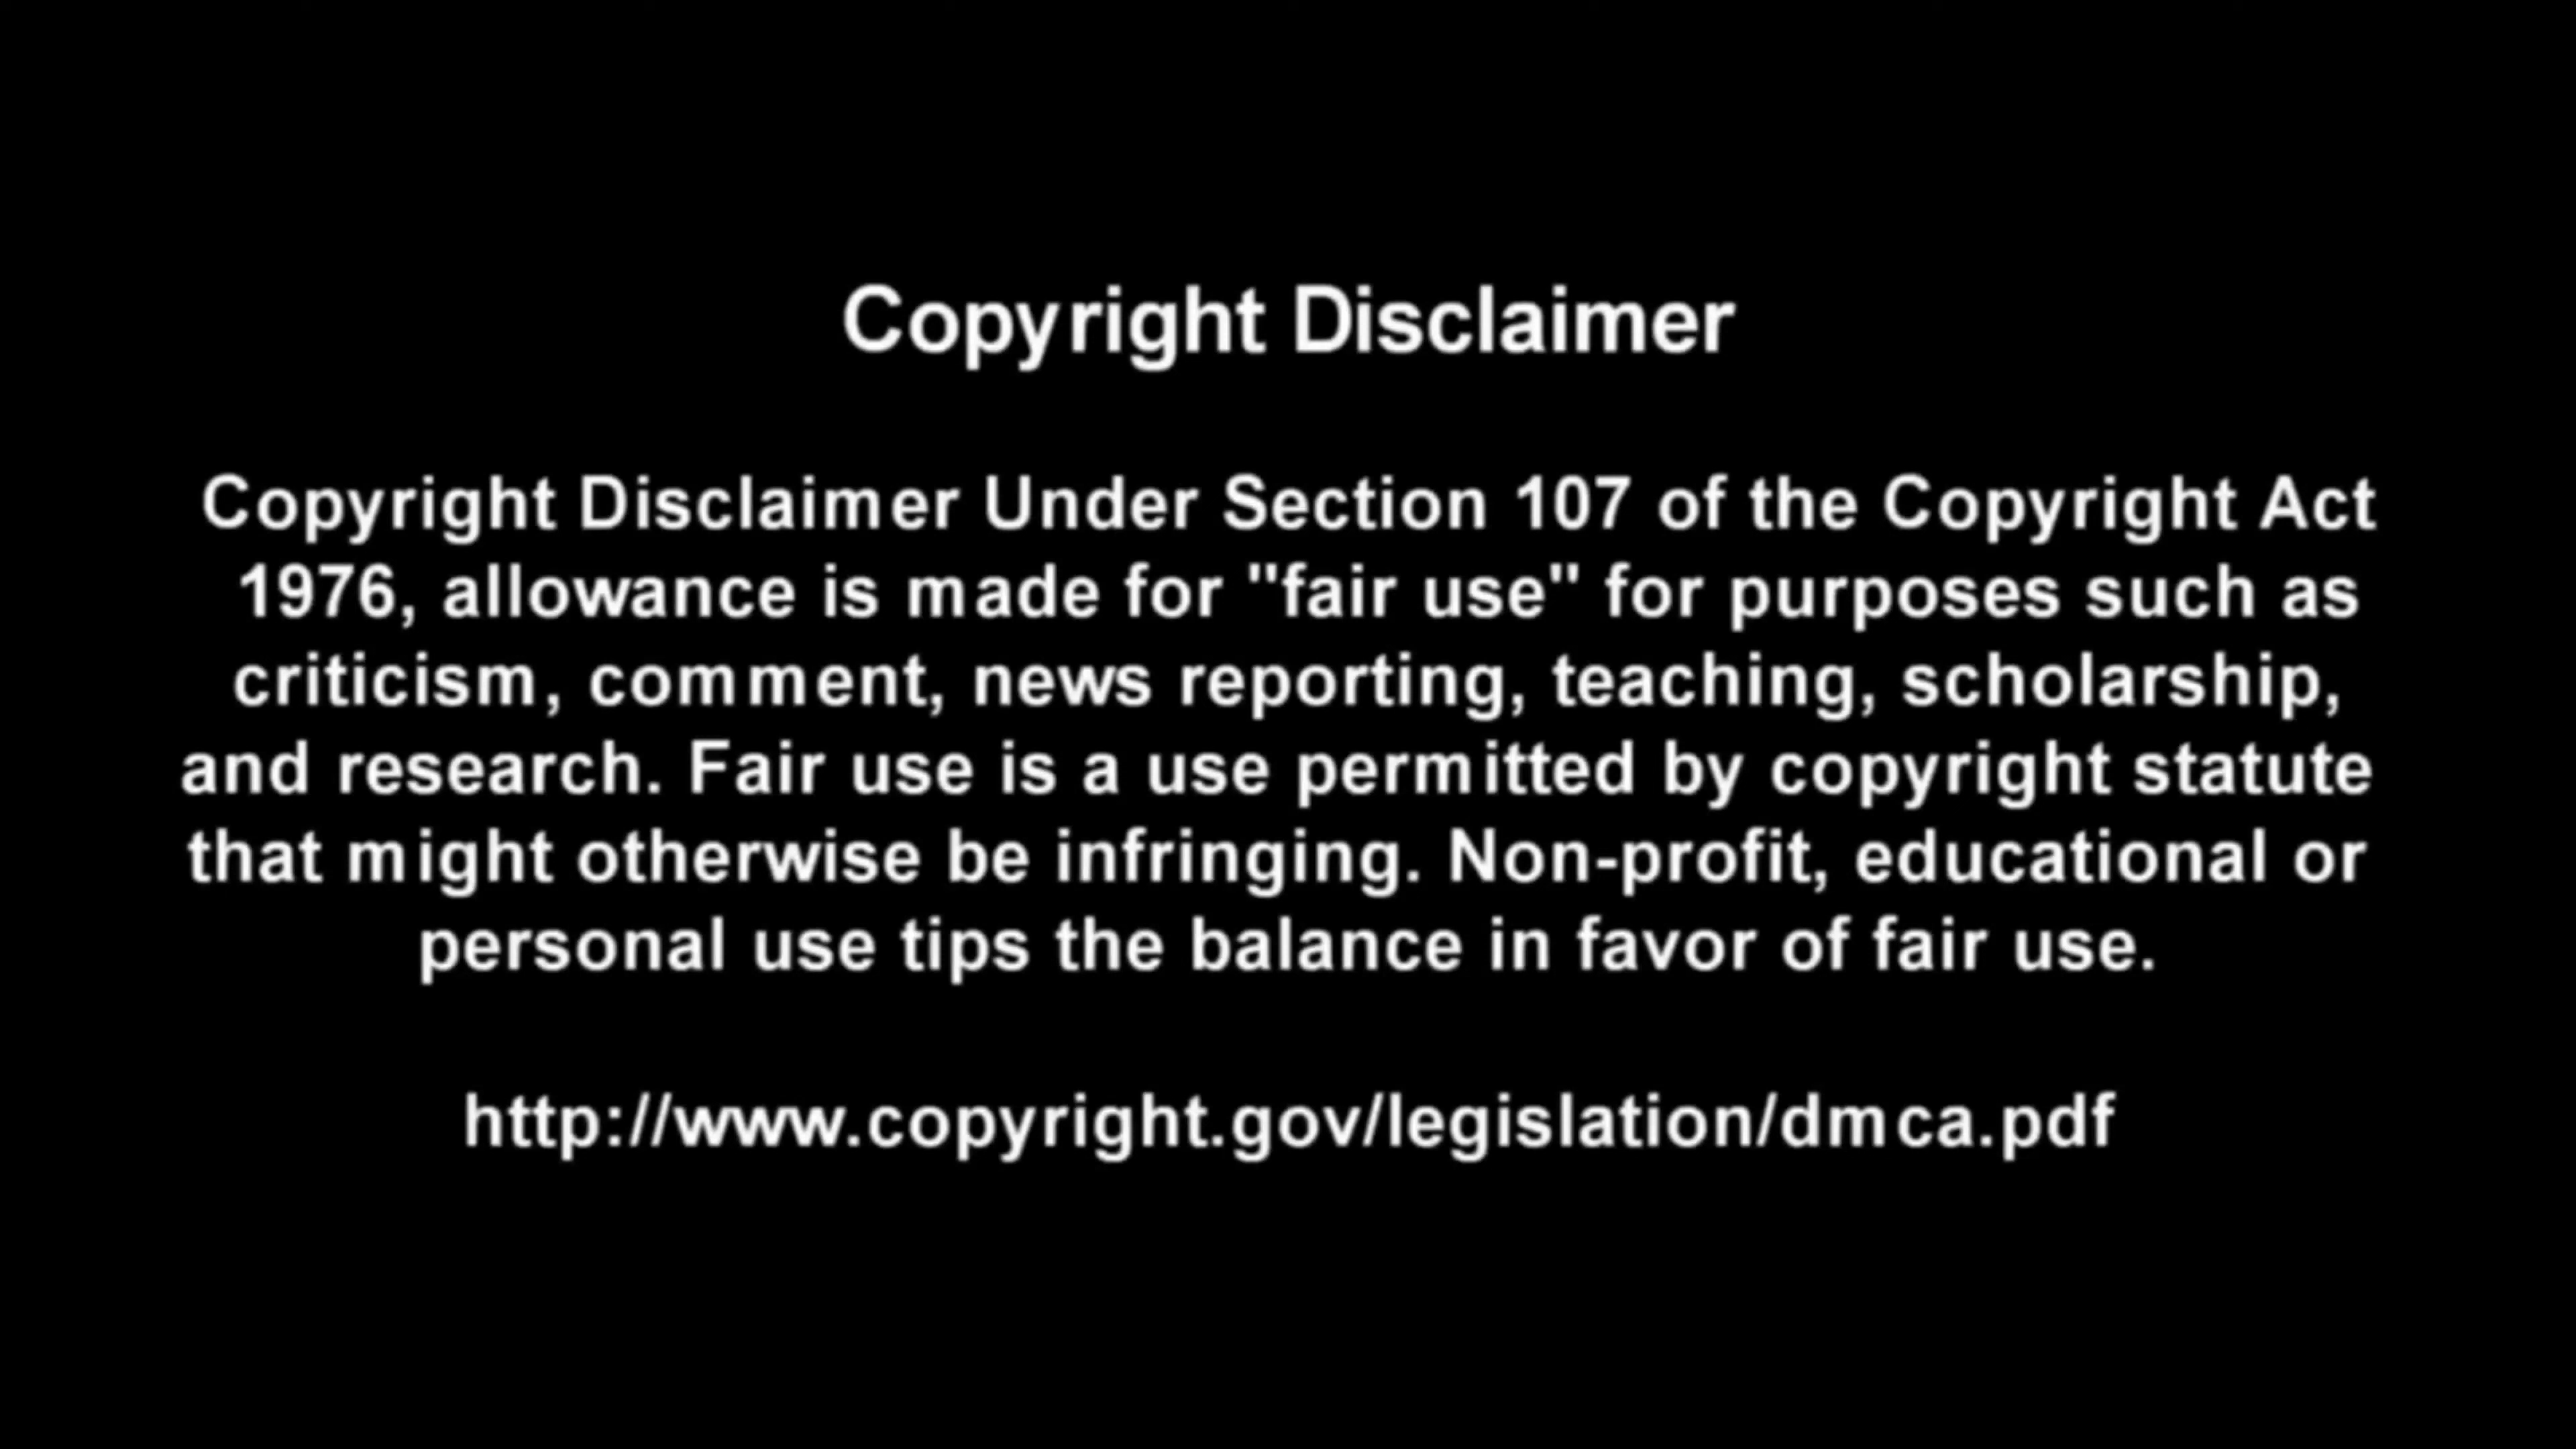 Copyright Disclaimer
Copyright Disclaimer Under Section 107 of the Copyright Act
1976, allowance is made for "fair use" for purposes such as
criticism, comment, news reporting, teaching, scholarship,
and research. Fair use is a use permitted by copyright statute
that might otherwise be infringing. Non-profit, educational or
personal use tips the balance in favor of fair use.
http://www.copyright.gov/legislation/dmca.pdf